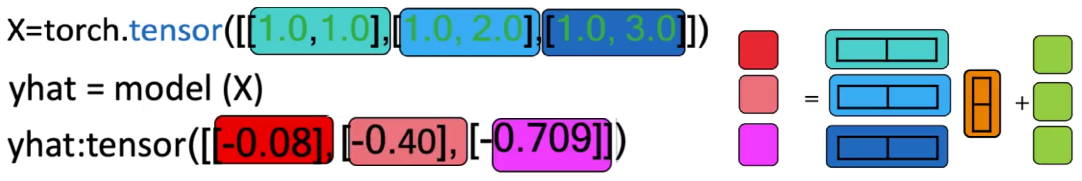 X=torch.tensor([[1.0,1.0],[1.0, 2.0],[1.0, 3.0]])
yhat = model (X)
yhat:tensor([[-0.08], [-0.40], [-0.709]])
= +